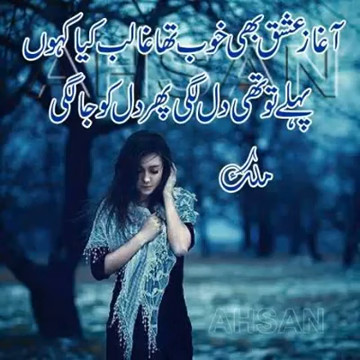 آغاز عشق بھی خوب تھا غالب کیا کہوں
AHSAN
پہلے تو تھی دل لگی پھر دل کو جا لگی
AHSAN